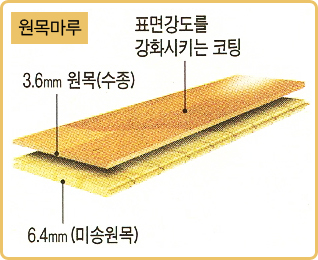 원목마루
표면강도를
강화시키는 코팅
3.6mm 원목(수종)
6.4mm (미송원목)